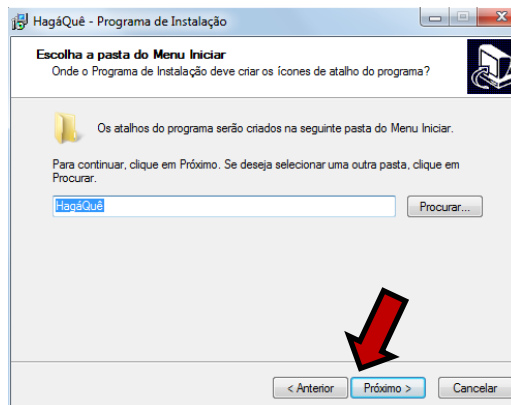 HagáQuê - Programa de Instalação
Escolha a pasta do Menu Iniciar
Onde o Programa de Instalação deve criar os ícones de atalho do programa?
Os atalhos do programa serão criados na seguinte pasta do Menu Iniciar.
Para continuar, clique em Próximo. Se deseja selecionar uma outra pasta, clique em
Procurar.
HagáQuê
Procurar...
< Anterior
Próximo >
Cancelar